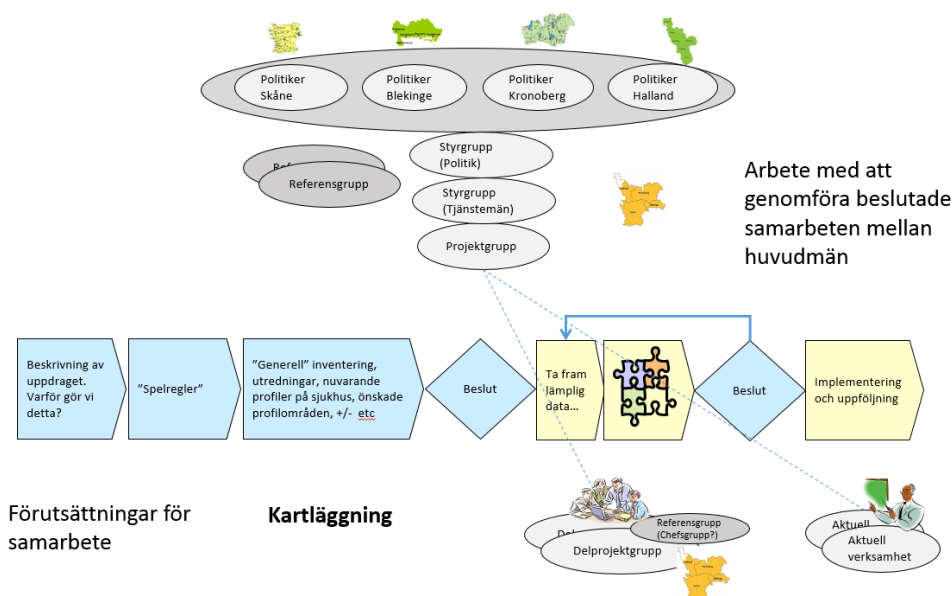 Politiker
Skåne
Politiker
Blekinge
Politiker
Kronoberg
Politiker
Halland
Styrgrupp
(Politik)
Referensgrupp
Styrgrupp
(Tjänstemän)
Projektgrupp
Arbete med att
genomföra beslutade
samarbeten mellan
huvudmän
Beskrivning av
uppdraget.
Varför gör vi
detta?
"Spelregler"
"Generell" inventering,
utredningar, nuvarande
profiler på sjukhus, önskade
profilområden, +/- etc
Beslut
Ta fram
lämplig
data...
Beslut
Implementering
och uppföljning
Förutsättningar för
samarbete
Kartläggning
Referensgrupp
(Chefsgrupp?)
Delprojektgrupp
Aktuell
Aktuell
verksamhet